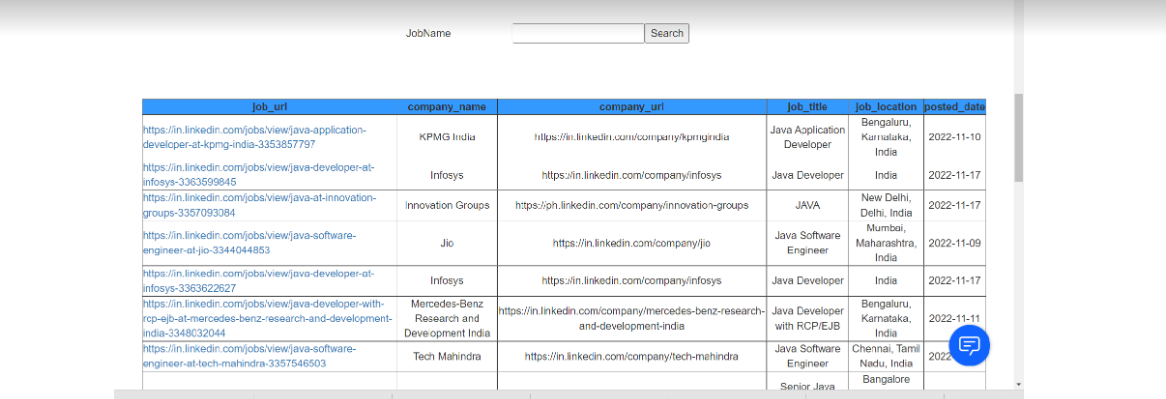 JobName Search
job_url company_name company_url job_title job_location posted_date
https://in.linkedin.com/jobs/view/java-application-
developer-at-kpmg-india-3353857797
KPMG India
https://in.linkedin.com/company/kpmgindia
Java Application
Developer
Bengaluru,
Karnataka,
India
2022-11-10
https://in.linkedin.com/jobs/view/java-developer-at-
infosys-3363599845
Infosys
https://in.linkedin.com/company/infosys
Java Developer
India
2022-11-17
https://in.linkedin.com/jobs/view/java-at-innovation-
groups-3357093084
Innovation Groups
https://ph.linkedin.com/company/innovation-groups
JAVA
New Delhi,
Delhi, India
2022-11-17
https://in.linkedin.com/jobs/view/java-software-
engineer-at-jio-3344044853
Jio
https://in.linkedin.com/company/jio
Java Software
Engineer
Mumbai,
Maharashtra,
India
2022-11-09
https://in.linkedin.com/jobs/view/java-developer-at-
infosys-3363622627
Infosys
https://in.linkedin.com/company/infosys
Java Developer
India
2022-11-17
https://in.linkedin.com/jobs/view/java-developer-with-
rcp-ejb-at-mercedes-benz-research-and-development-
india-3348032044
Mercedes-Benz
Research and
Development India
https://in.linkedin.com/company/mercedes-benz-research-
and-development-india
Java Developer
with RCP/EJB
Bengaluru,
Karnataka,
India
2022-11-11
https://in.linkedin.com/jobs/view/java-software-
engineer-at-tech-mahindra-3357546503
Tech Mahindra
https://in.linkedin.com/company/tech-mahindra
Java Software
Engineer
Chennai, Tamil
Nadu, India
2022
Senior Java
Bangalore